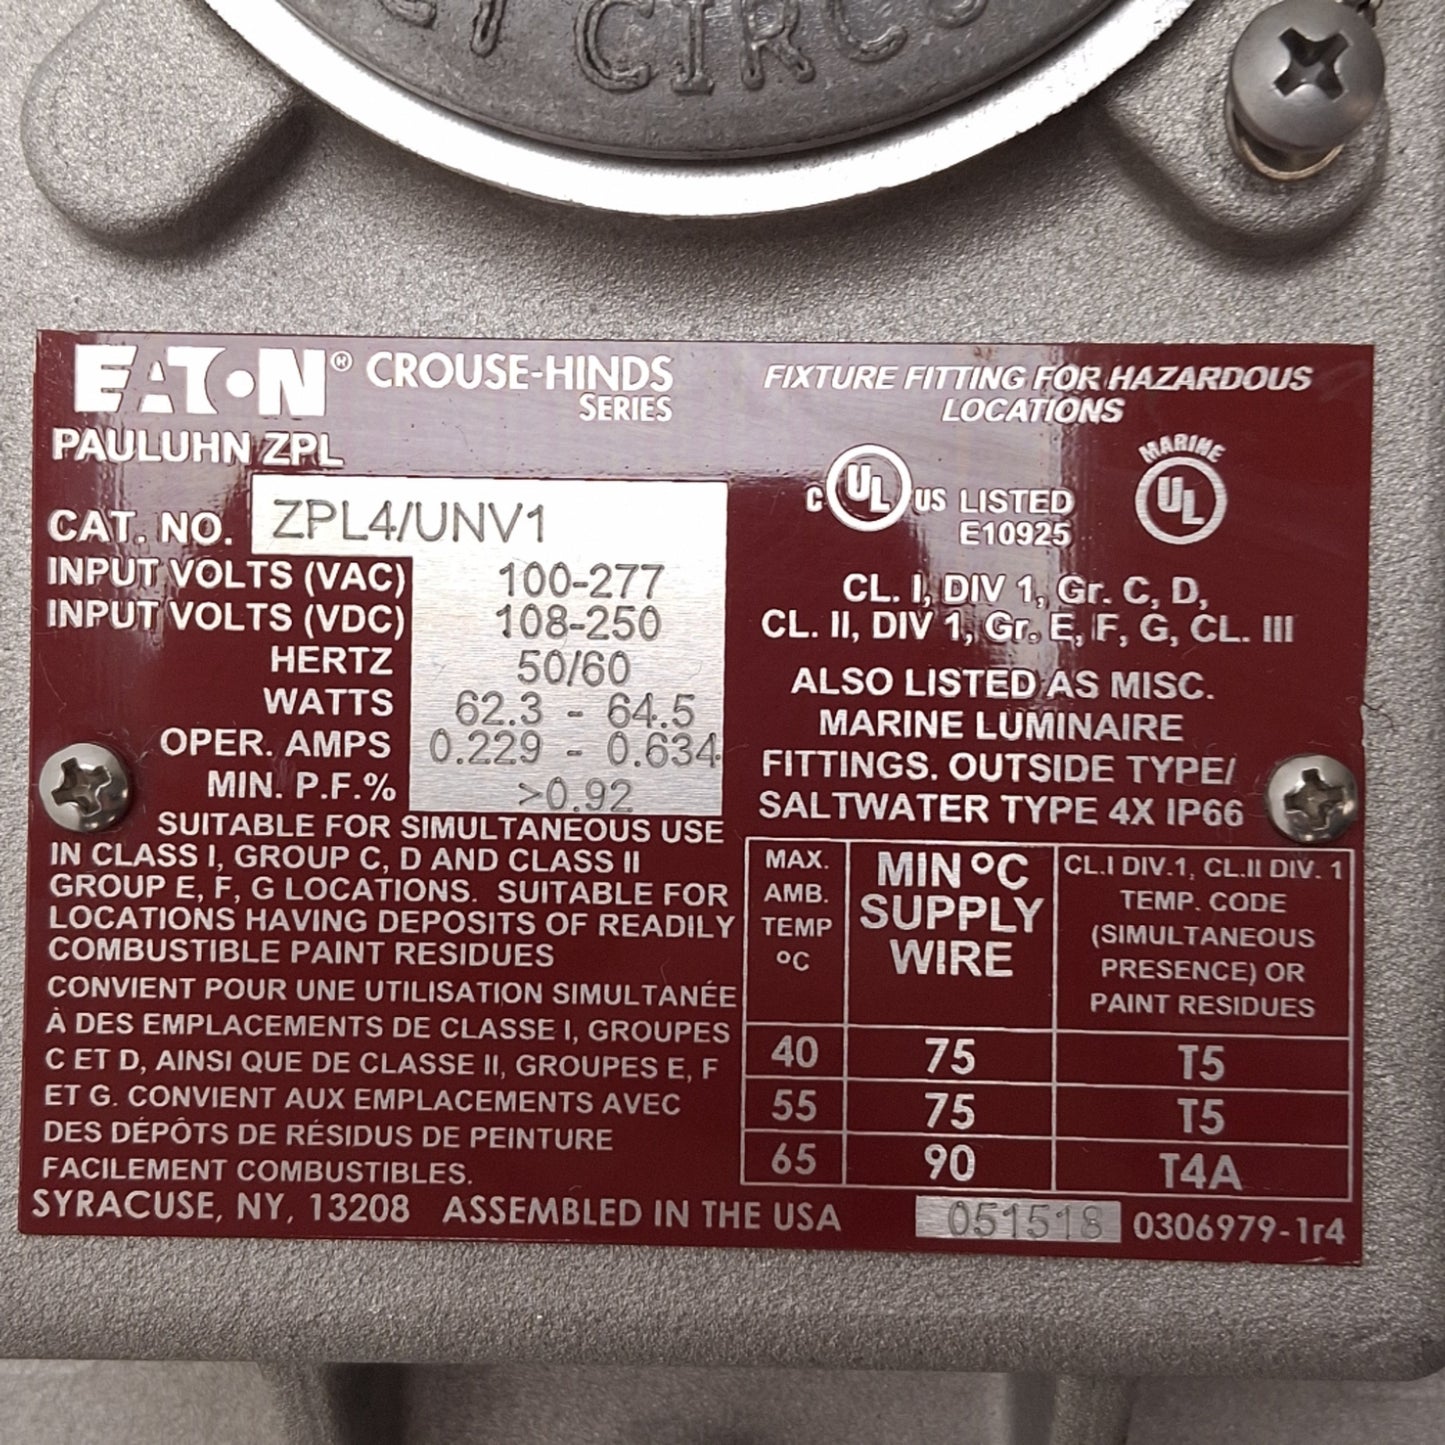 CIRC
EATON® CROUSE-HINDS
SERIES
PAULUHN ZPL
CAT. NO. ZPL4/UNV1
INPUT VOLTS (VAC) 100-277
INPUT VOLTS (VDC) 108-250
HERTZ 50/60
WATTS 62.3 - 64.5
OPER. AMPS 0.229 - 0.634
MIN. P.F.% >0.92
SUITABLE FOR SIMULTANEOUS USE
IN CLASS I, GROUP C, D AND CLASS II
GROUP E, F, G LOCATIONS. SUITABLE FOR
LOCATIONS HAVING DEPOSITS OF READILY
COMBUSTIBLE PAINT RESIDUES
CONVIENT POUR UNE UTILISATION SIMULTANÉE
À DES EMPLACEMENTS DE CLASSE I, GROUPES
C ET D, AINSI QUE DE CLASSE II, GROUPES E, F
ET G. CONVIENT AUX EMPLACEMENTS AVEC
DES DÉPÔTS DE RÉSIDUS DE PEINTURE
FACILEMENT COMBUSTIBLES.
FIXTURE FITTING FOR HAZARDOUS
LOCATIONS
C UL US LISTED
E10925
MARINE
UL
CL. I, DIV 1, Gr. C, D,
CL. II, DIV 1, Gr. E, F, G, CL. III
ALSO LISTED AS MISC.
MARINE LUMINAIRE
FITTINGS. OUTSIDE TYPE/
SALTWATER TYPE 4X IP66
MAX.
AMB.
TEMP
°C
MIN °C
SUPPLY
WIRE
CL.I DIV.1, CL.II DIV. 1
TEMP. CODE
(SIMULTANEOUS
PRESENCE) OR
PAINT RESIDUES
40 75 T5
55 75 T5
65 90 T4A
SYRACUSE, NY, 13208 ASSEMBLED IN THE USA 051518 0306979-1r4